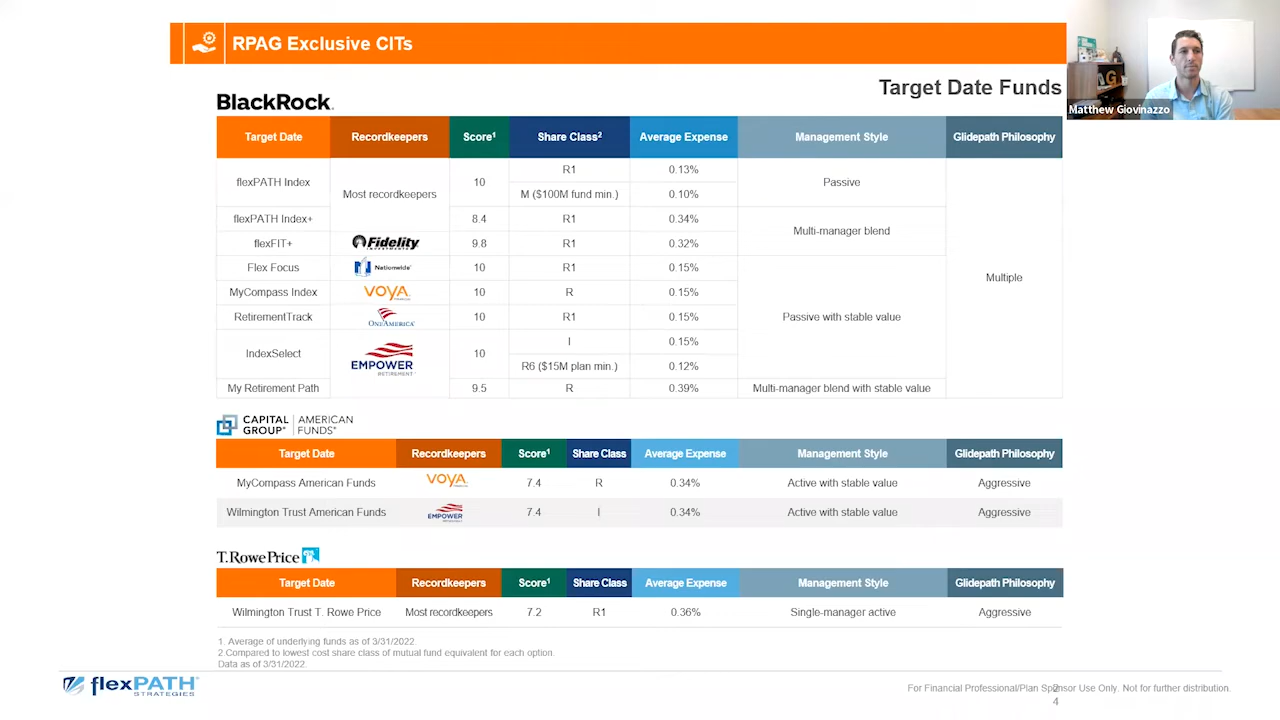 RPAG Exclusive CITs
Matthew Giovinazzo
Target Date Funds
BlackRock.
Target Date Recordkeepers Score¹ Share Class² Average Expense Management Style Glidepath Philosophy
flexPATH Index Most recordkeepers 10 R1 0.13% Passive Multiple
M ($100M fund min.) 0.10%
flexPATH Index+ 8.4 R1 0.34% Multi-manager blend
flexFIT+ Fidelity INVESTMENTS 9.8 R1 0.32%
Flex Focus Nationwide 10 R1 0.15% Passive with stable value
MyCompass Index VOYA 10 R 0.15%
RetirementTrack ONEAMERICA 10 R1 0.15%
IndexSelect EMPOWER RETIREMENT 10 I 0.15%
R6 ($15M plan min.) 0.12%
My Retirement Path 9.5 R 0.39% Multi-manager blend with stable value
CAPITAL GROUP® AMERICAN FUNDS®
Target Date Recordkeepers Score¹ Share Class Average Expense Management Style Glidepath Philosophy
MyCompass American Funds VOYA 7.4 R 0.34% Active with stable value Aggressive
Wilmington Trust American Funds EMPOWER 7.4 I 0.34% Active with stable value Aggressive
T.RowePrice
Target Date Recordkeepers Score¹ Share Class Average Expense Management Style Glidepath Philosophy
Wilmington Trust T. Rowe Price Most recordkeepers 7.2 R1 0.36% Single-manager active Aggressive
1. Average of underlying funds as of 3/31/2022.
2.Compared to lowest cost share class of mutual fund equivalent for each option.
Data as of 3/31/2022.
flexPATH™
STRATEGIES
For Financial Professional/Plan Sponsor Use Only. Not for further distribution.
2
4